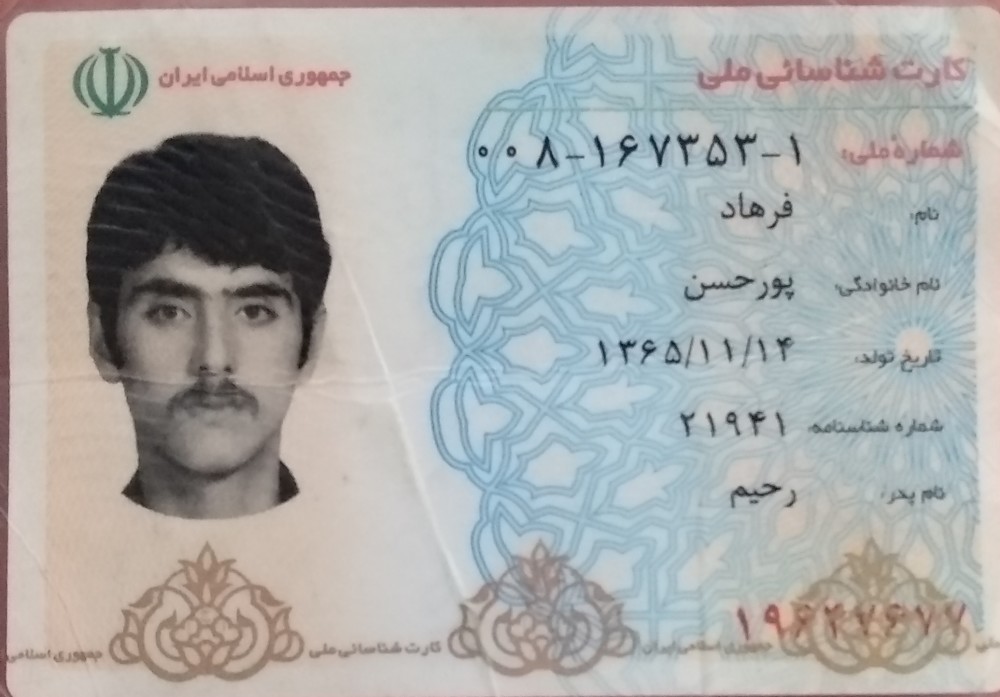 کارت شناسائی ملی
جمهوری اسلامی ایران
شماره ملی: ۰۰۸-۱۶۷۳۵۳-۱
نام: فرهاد
نام خانوادگی: پورحسن
تاریخ تولد: ۱۳۶۵/۱۱/۱۴
شماره شناسنامه: ۲۱۹۴۱
نام پدر: رحیم
جمهوری اسلامی ایران کارت شناسائی ملی جمهوری اسلامی